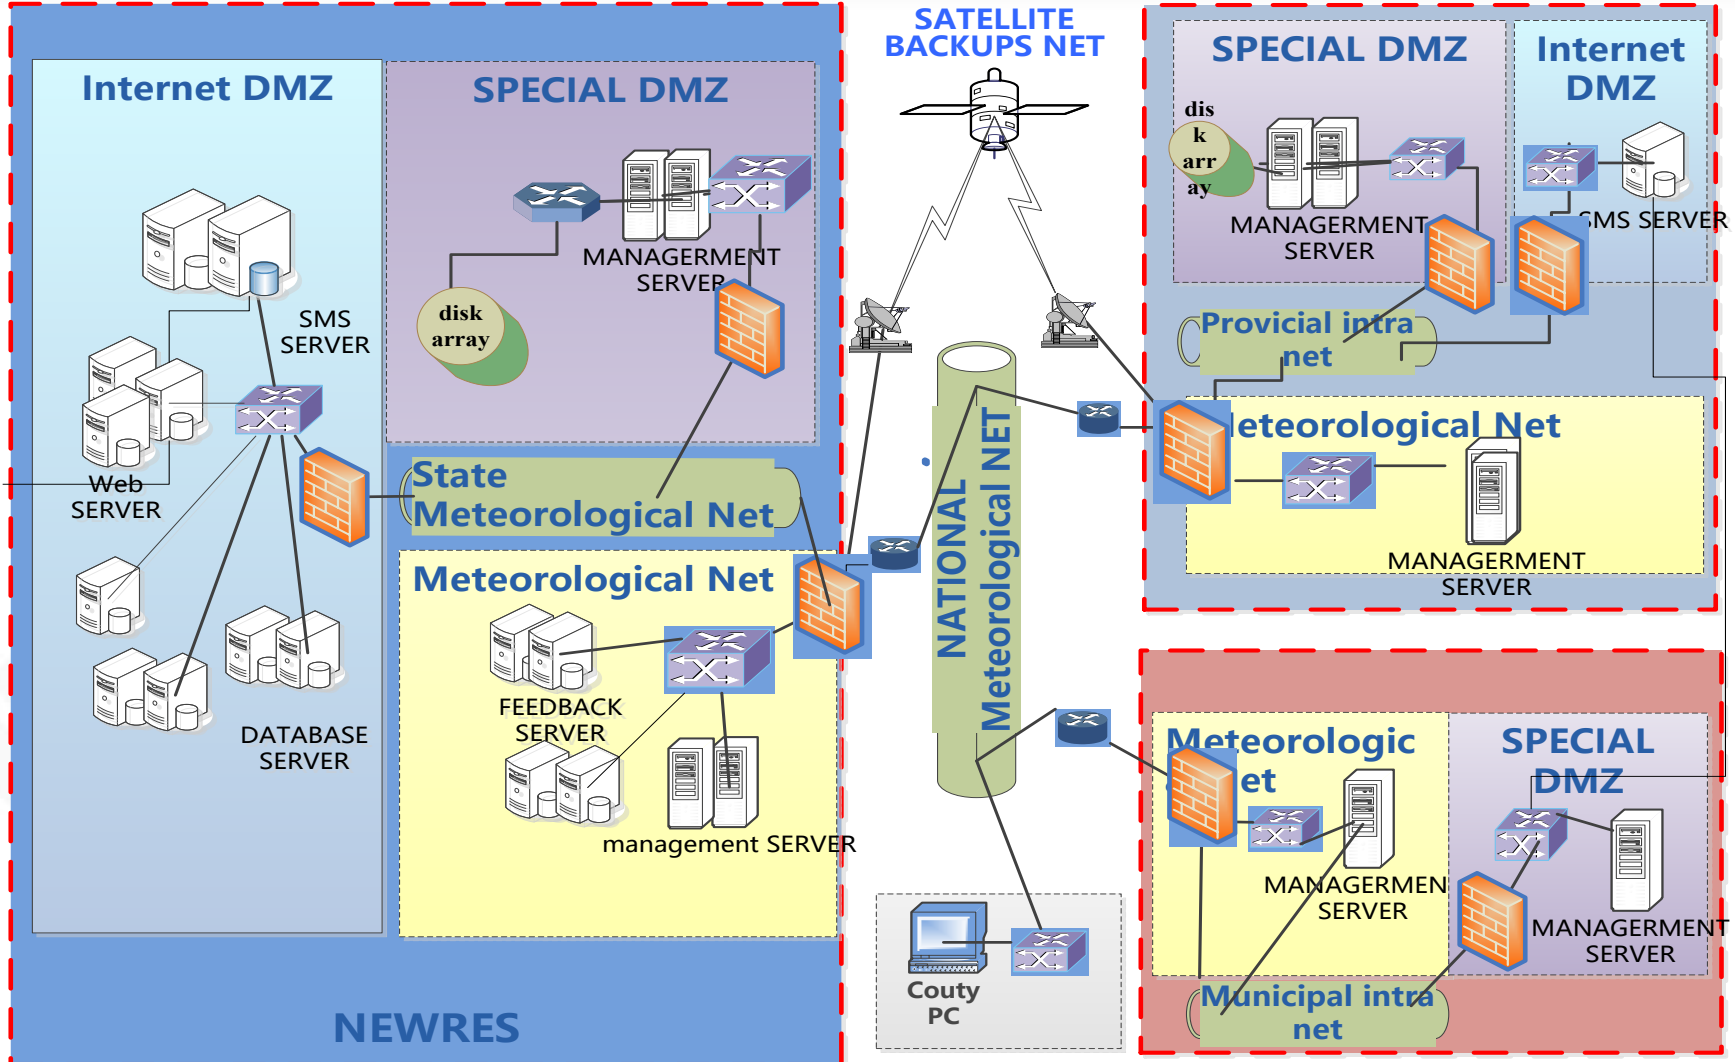 SATELLITE
BACKUPS NET
Internet DMZ
SPECIAL DMZ
MANAGERMENT
SERVER
disk
array
SMS
SERVER
Web
SERVER
DATABASE
SERVER
State
Meteorological Net
Meteorological Net
FEEDBACK
SERVER
management SERVER
NEWRES
NATIONAL
Meteorological NET
Couty
PC
SPECIAL DMZ
dis
k
arr
ay
MANAGERMENT
SERVER
Internet
DMZ
SMS SERVER
Provicial intra
net
eteorological Net
MANAGERMENT
SERVER
Meteorologic
et
MANAGERMEN
SERVER
SPECIAL
DMZ
MANAGERMENT
SERVER
Municipal intra
net